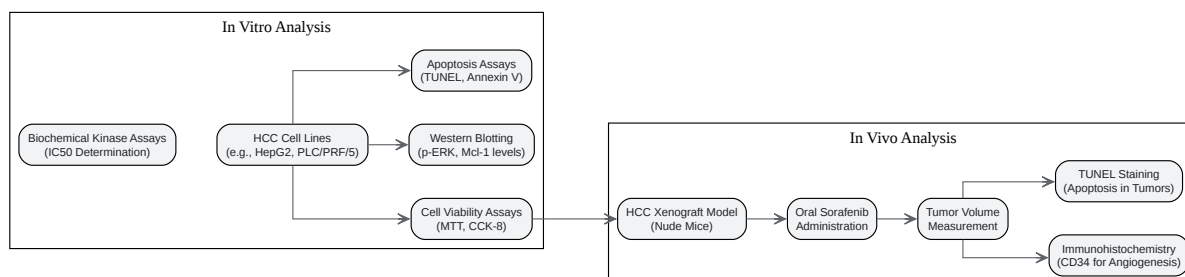 In Vitro Analysis
Apoptosis Assays
(TUNEL, Annexin V)
Biochemical Kinase Assays
(IC50 Determination)
HCC Cell Lines
(e.g., HepG2, PLC/PRF/5)
Western Blotting
(p-ERK, Mcl-1 levels)
Cell Viability Assays
(MTT, CCK-8)
In Vivo Analysis
HCC Xenograft Model
(Nude Mice)
Oral Sorafenib
Administration
Tumor Volume
Measurement
TUNEL Staining
(Apoptosis in Tumors)
Immunohistochemistry
(CD34 for Angiogenesis)